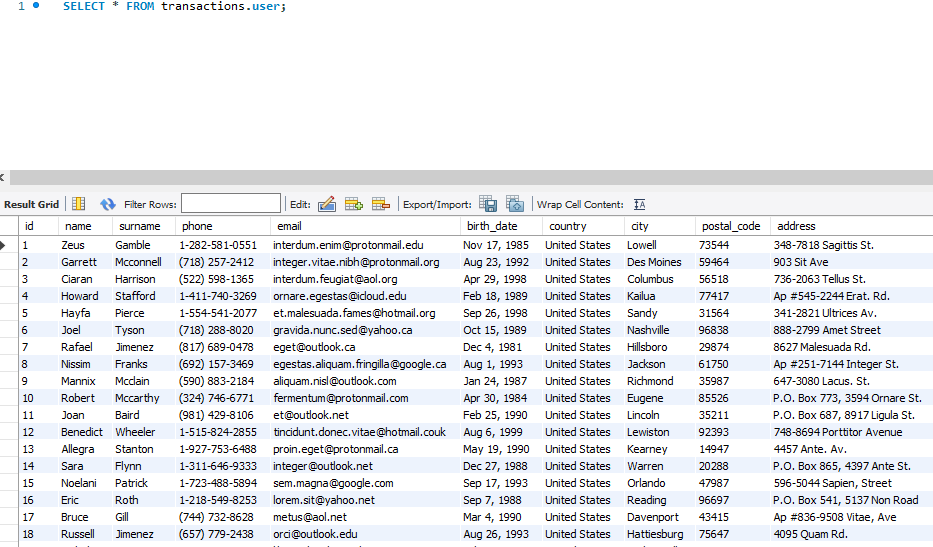 1 SELECT * FROM transactions.user;
Result Grid Filter Rows: Edit: Export/Import: Wrap Cell Content: IA
id name surname phone email birth_date country city postal_code address
1 Zeus Gamble 1-282-581-0551 interdum.enim@protonmail.edu Nov 17, 1985 United States Lowell 73544 348-7818 Sagittis St.
2 Garrett Mcconnell (718) 257-2412 integer.vitae.nibh@protonmail.org Aug 23, 1992 United States Des Moines 59464 903 Sit Ave
3 Ciaran Harrison (522) 598-1365 interdum.feugiat@aol.org Apr 29, 1998 United States Columbus 56518 736-2063 Tellus St.
4 Howard Stafford 1-411-740-3269 ornare.egestas@icloud.edu Feb 18, 1989 United States Kailua 77417 Ap #545-2244 Erat. Rd.
5 Hayfa Pierce 1-554-541-2077 et.malesuada.fames@hotmail.org Sep 26, 1998 United States Sandy 31564 341-2821 Ultrices Av.
6 Joel Tyson (718) 288-8020 gravida.nunc.sed@yahoo.ca Oct 15, 1989 United States Nashville 96838 888-2799 Amet Street
7 Rafael Jimenez (817) 689-0478 eget@outlook.ca Dec 4, 1981 United States Hillsboro 29874 8627 Malesuada Rd.
8 Nissim Franks (692) 157-3469 egestas.aliquam.fringilla@google.ca Aug 1, 1993 United States Jackson 61750 Ap #251-7144 Integer St.
9 Mannix Mcclain (590) 883-2184 aliquam.nisl@outlook.com Jan 24, 1987 United States Richmond 35987 647-3080 Lacus. St.
10 Robert Mccarthy (324) 746-6771 fermentum@protonmail.com Apr 30, 1984 United States Eugene 85526 P.O. Box 773, 3594 Ornare St.
11 Joan Baird (981) 429-8106 et@outlook.net Feb 25, 1990 United States Lincoln 35211 P.O. Box 687, 8917 Ligula St.
12 Benedict Wheeler 1-515-824-2855 tincidunt.donec.vitae@hotmail.couk Aug 6, 1999 United States Lewiston 92393 748-8694 Porttitor Avenue
13 Allegra Stanton 1-927-753-6488 proin.eget@protonmail.ca May 19, 1990 United States Kearney 14947 4457 Ante. Av.
14 Sara Flynn 1-311-646-9333 integer@outlook.net Dec 27, 1988 United States Warren 20288 P.O. Box 865, 4397 Ante St.
15 Noelani Patrick 1-723-488-5894 sem.magna@google.com Sep 17, 1993 United States Orlando 47987 596-5044 Sapien, Street
16 Eric Roth 1-218-549-8253 lorem.sit@yahoo.net Sep 7, 1988 United States Reading 96697 P.O. Box 541, 5137 Non Road
17 Bruce Gill (744) 732-8628 metus@aol.net Mar 4, 1990 United States Davenport 43415 Ap #836-9508 Vitae, Ave
18 Russell Jimenez (657) 779-2438 orci@outlook.edu Aug 26, 1993 United States Hattiesburg 75647 4095 Quam Rd.